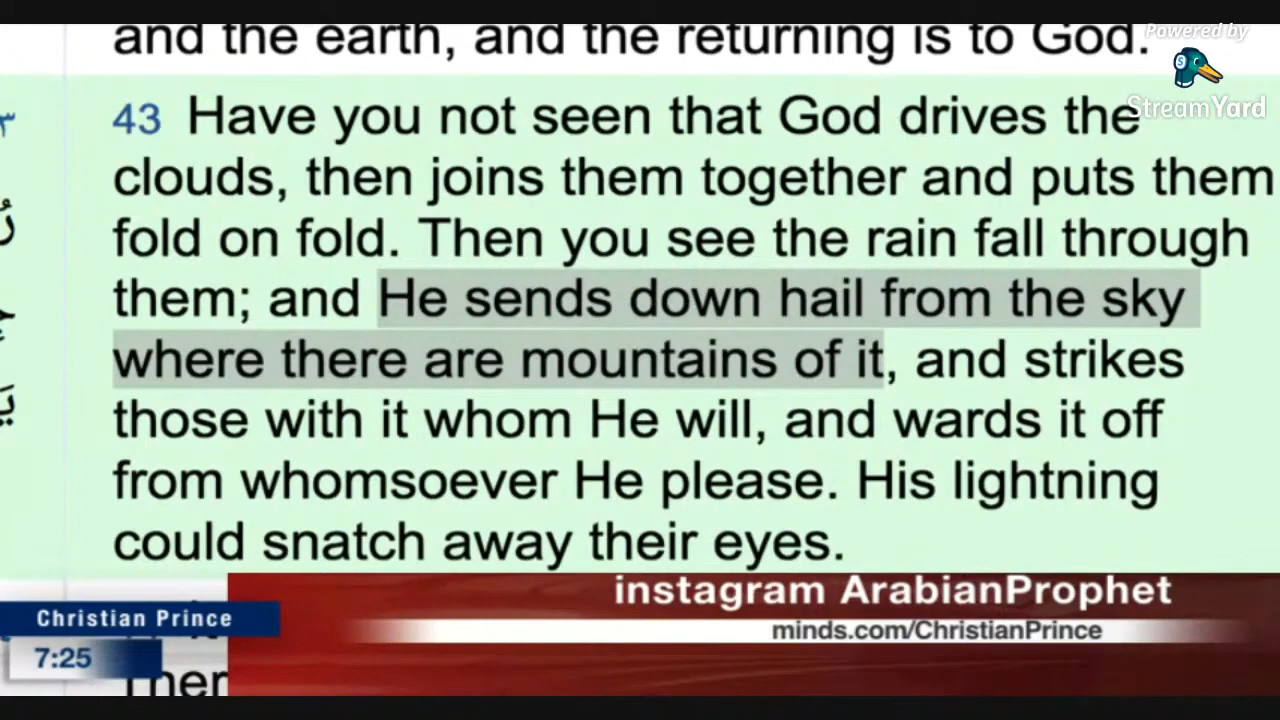 and the earth, and the returning is to God.
Powered by
StreamYard
43 Have you not seen that God drives the
clouds, then joins them together and puts them
fold on fold. Then you see the rain fall through
them; and He sends down hail from the sky
where there are mountains of it, and strikes
those with it whom He will, and wards it off
from whomsoever He please. His lightning
could snatch away their eyes.
instagram ArabianProphet
Christian Prince
minds.com/ChristianPrince
7:25